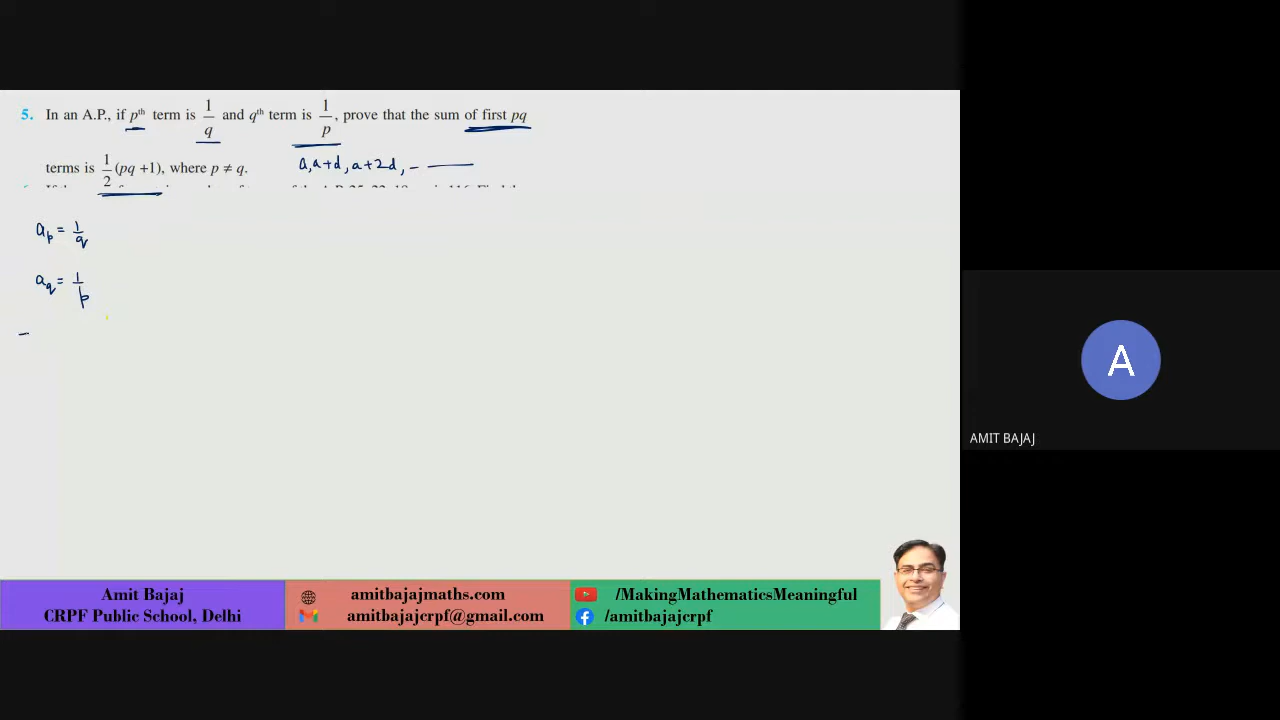 5. In an A.P., if pth term is 1/q and qth term is 1/p, prove that the sum of first pq
terms is 1/2 (pq +1), where p ≠ q.
a, a+d, a+2d, - ——
a_p = 1/q
a_q = 1/p
A
AMIT BAJAJ
Amit Bajaj
CRPF Public School, Delhi
amitbajajmaths.com
amitbajajcrpf@gmail.com
/MakingMathematicsMeaningful
/amitbajajcrpf